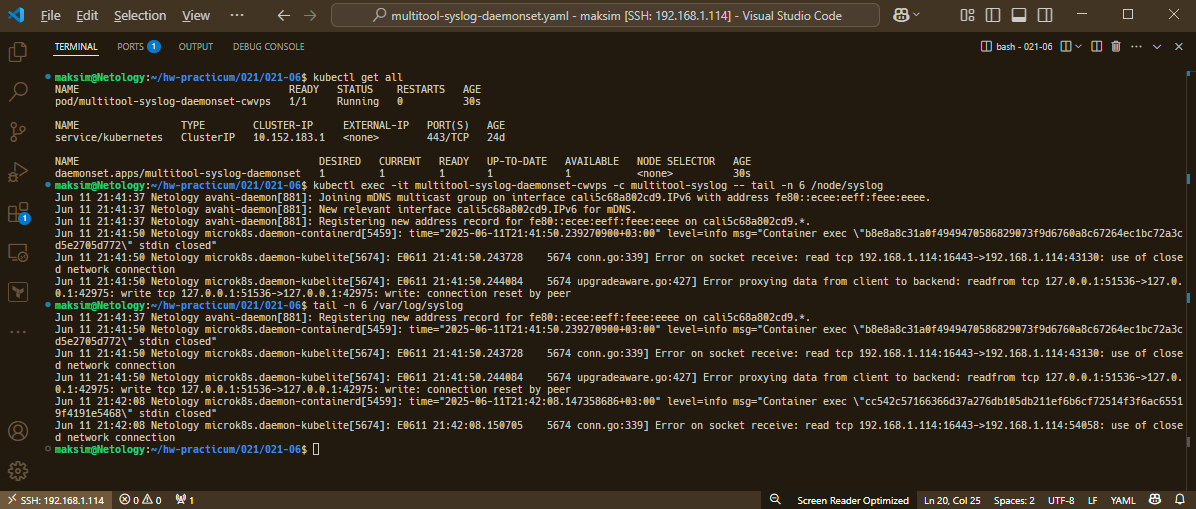 File Edit Selection View ... multitool-syslog-daemonset.yaml - maksim [SSH: 192.168.1.114] - Visual Studio Code
TERMINAL PORTS 1 OUTPUT DEBUG CONSOLE bash - 021-06
maksim@Netology:~/hw-practicum/021/021-06$ kubectl get all
NAME READY STATUS RESTARTS AGE
pod/multitool-syslog-daemonset-cwvps 1/1 Running 0 30s
NAME TYPE CLUSTER-IP EXTERNAL-IP PORT(S) AGE
service/kubernetes ClusterIP 10.152.183.1 <none> 443/TCP 24d
NAME DESIRED CURRENT READY UP-TO-DATE AVAILABLE NODE SELECTOR AGE
daemonset.apps/multitool-syslog-daemonset 1 1 1 1 1 <none> 30s
maksim@Netology:~/hw-practicum/021/021-06$ kubectl exec -it multitool-syslog-daemonset-cwvps -c multitool-syslog -- tail -n 6 /node/syslog
Jun 11 21:41:37 Netology avahi-daemon[881]: Joining mDNS multicast group on interface cali5c68a802cd9.IPv6 with address fe80::ecee:eeff:feee:eeee.
Jun 11 21:41:37 Netology avahi-daemon[881]: New relevant interface cali5c68a802cd9.IPv6 for mDNS.
Jun 11 21:41:37 Netology avahi-daemon[881]: Registering new address record for fe80::ecee:eeff:feee:eeee on cali5c68a802cd9.*.
Jun 11 21:41:50 Netology microk8s.daemon-containerd[5459]: time="2025-06-11T21:41:50.239270900+03:00" level=info msg="Container exec \"b8e8a8c31a0f4949470586829073f9d6760a8c67264ec1bc72a3c
d5e2705d772\" stdin closed"
Jun 11 21:41:50 Netology microk8s.daemon-kubelite[5674]: E0611 21:41:50.243728 5674 conn.go:339] Error on socket receive: read tcp 192.168.1.114:16443->192.168.1.114:43130: use of close
d network connection
Jun 11 21:41:50 Netology microk8s.daemon-kubelite[5674]: E0611 21:41:50.244084 5674 upgradeaware.go:427] Error proxying data from client to backend: readfrom tcp 127.0.0.1:51536->127.0.
0.1:42975: write tcp 127.0.0.1:51536->127.0.0.1:42975: write: connection reset by peer
maksim@Netology:~/hw-practicum/021/021-06$ tail -n 6 /var/log/syslog
Jun 11 21:41:37 Netology avahi-daemon[881]: Registering new address record for fe80::ecee:eeff:feee:eeee on cali5c68a802cd9.*.
Jun 11 21:41:50 Netology microk8s.daemon-containerd[5459]: time="2025-06-11T21:41:50.239270900+03:00" level=info msg="Container exec \"b8e8a8c31a0f4949470586829073f9d6760a8c67264ec1bc72a3c
d5e2705d772\" stdin closed"
Jun 11 21:41:50 Netology microk8s.daemon-kubelite[5674]: E0611 21:41:50.243728 5674 conn.go:339] Error on socket receive: read tcp 192.168.1.114:16443->192.168.1.114:43130: use of close
d network connection
Jun 11 21:41:50 Netology microk8s.daemon-kubelite[5674]: E0611 21:41:50.244084 5674 upgradeaware.go:427] Error proxying data from client to backend: readfrom tcp 127.0.0.1:51536->127.0.
0.1:42975: write tcp 127.0.0.1:51536->127.0.0.1:42975: write: connection reset by peer
Jun 11 21:42:08 Netology microk8s.daemon-containerd[5459]: time="2025-06-11T21:42:08.147358686+03:00" level=info msg="Container exec \"cc542c57166366d37a276db105db211ef6b6cf72514f3f6ac6551
9f4191e5468\" stdin closed"
Jun 11 21:42:08 Netology microk8s.daemon-kubelite[5674]: E0611 21:42:08.150705 5674 conn.go:339] Error on socket receive: read tcp 192.168.1.114:16443->192.168.1.114:54058: use of close
d network connection
maksim@Netology:~/hw-practicum/021/021-06$
1
SSH: 192.168.1.114 0 0 1 Screen Reader Optimized Ln 20, Col 25 Spaces: 2 UTF-8 LF YAML